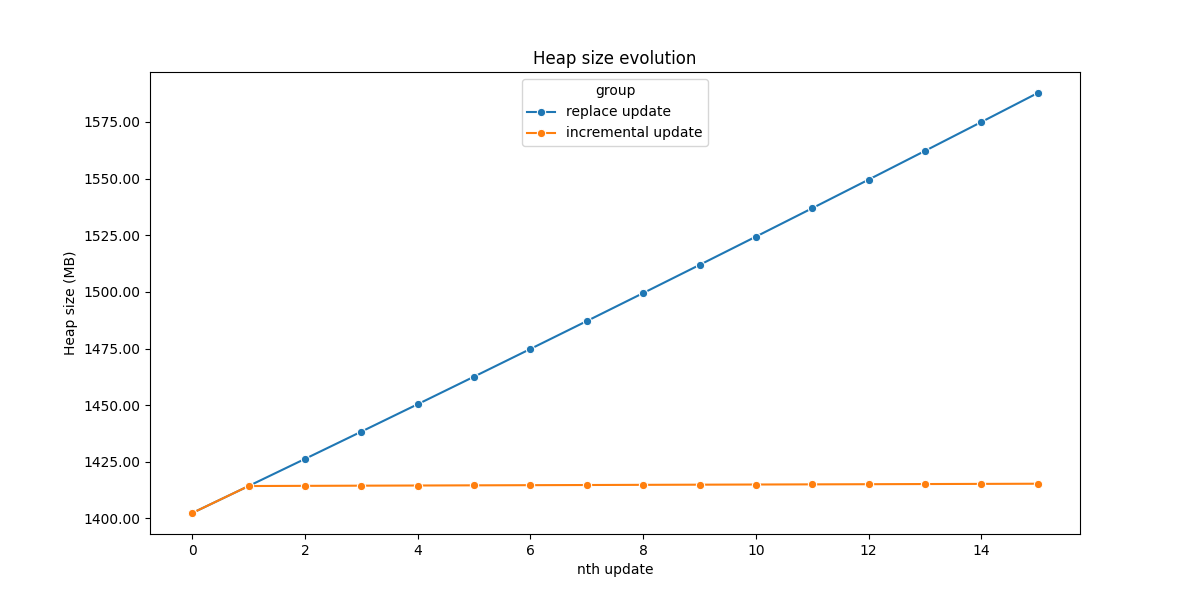 Heap size evolution
group
replace update
incremental update
Heap size (MB)
1575.00
1550.00
1525.00
1500.00
1475.00
1450.00
1425.00
1400.00
0 2 4 6 8 10 12 14
nth update